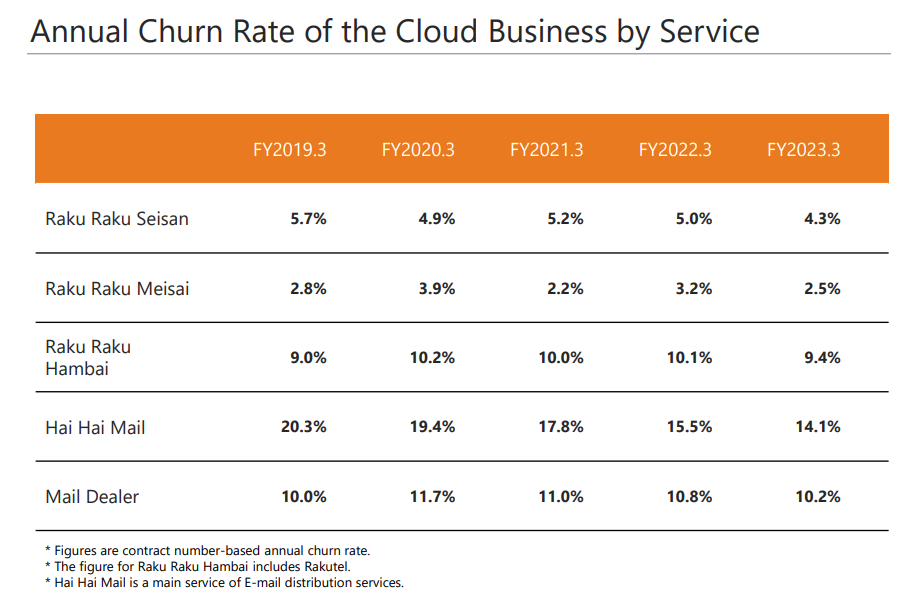 Annual Churn Rate of the Cloud Business by Service
FY2019.3 FY2020.3 FY2021.3 FY2022.3 FY2023.3
Raku Raku Seisan 5.7% 4.9% 5.2% 5.0% 4.3%
Raku Raku Meisai 2.8% 3.9% 2.2% 3.2% 2.5%
Raku Raku
Hambai 9.0% 10.2% 10.0% 10.1% 9.4%
Hai Hai Mail 20.3% 19.4% 17.8% 15.5% 14.1%
Mail Dealer 10.0% 11.7% 11.0% 10.8% 10.2%
* Figures are contract number-based annual churn rate.
* The figure for Raku Raku Hambai includes Rakutel.
* Hai Hai Mail is a main service of E-mail distribution services.